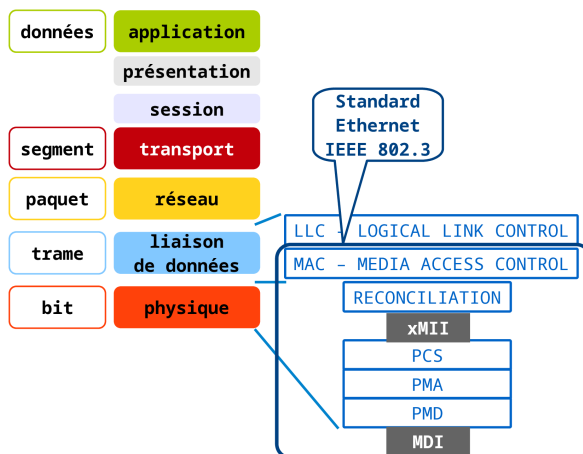 données
application
présentation
session
segment
transport
paquet
réseau
trame
liaison
de données
bit
physique
Standard
Ethernet
IEEE 802.3
LLC – LOGICAL LINK CONTROL
MAC – MEDIA ACCESS CONTROL
RECONCILIATION
xMII
PCS
PMA
PMD
MDI